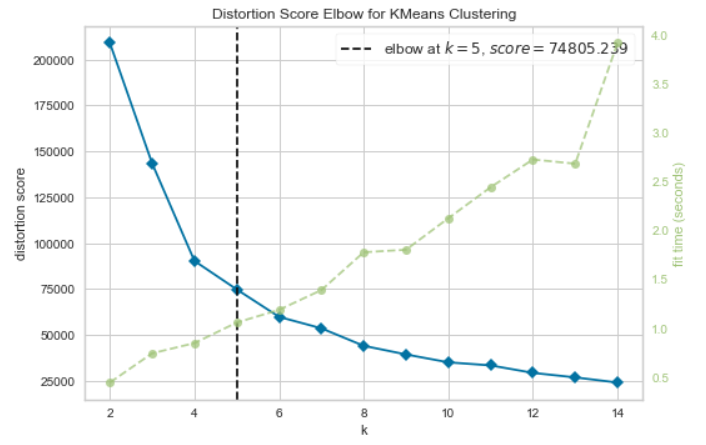 Distortion Score Elbow for KMeans Clustering
elbow at k = 5, score = 74805.239
200000
175000
150000
125000
100000
75000
50000
25000
distortion score
4.0
3.5
3.0
2.5
2.0
1.5
1.0
0.5
fit time (seconds)
2 4 6 8 10 12 14
k